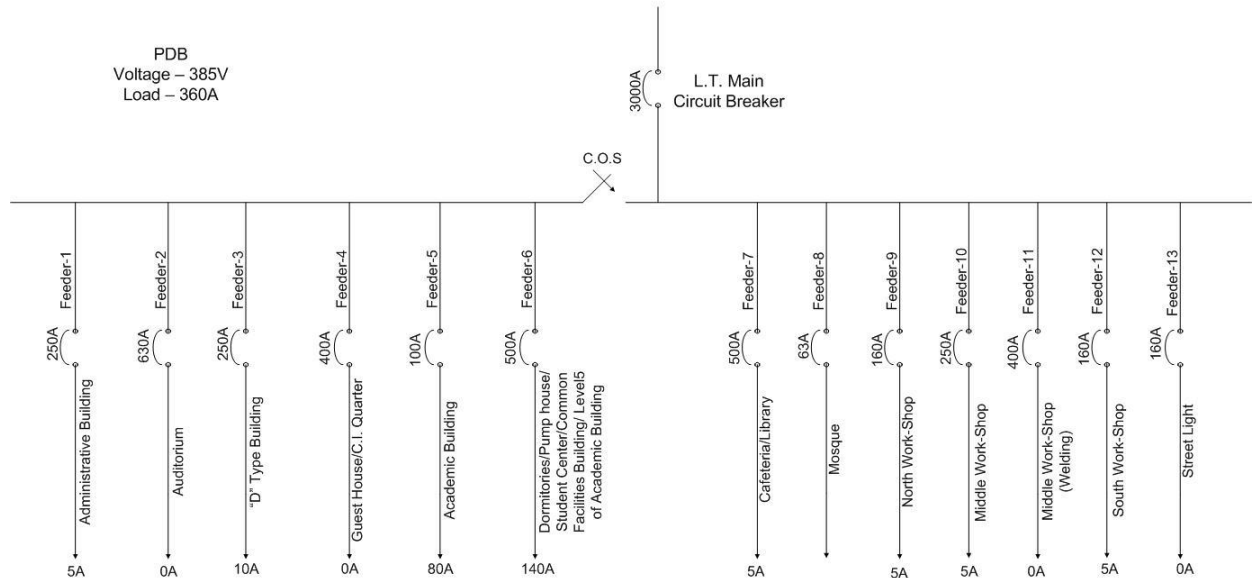 PDB
Voltage – 385V
Load – 360A
3000A
L.T. Main
Circuit Breaker
C.O.S
Feeder-1
250A
Administrative Building
5A
Feeder-2
630A
Auditorium
0A
Feeder-3
250A
“D” Type Building
10A
Feeder-4
400A
Guest House/C.I. Quarter
0A
Feeder-5
100A
Academic Building
80A
Feeder-6
500A
Dormitories/Pump house/
Student Center/Common
Facilities Building/ Level5
of Academic Building
140A
Feeder-7
500A
Cafeteria/Library
5A
Feeder-8
63A
Mosque
Feeder-9
160A
North Work-Shop
5A
Feeder-10
250A
Middle Work-Shop
5A
Feeder-11
400A
Middle Work-Shop
(Welding)
0A
Feeder-12
160A
South Work-Shop
5A
Feeder-13
160A
Street Light
0A